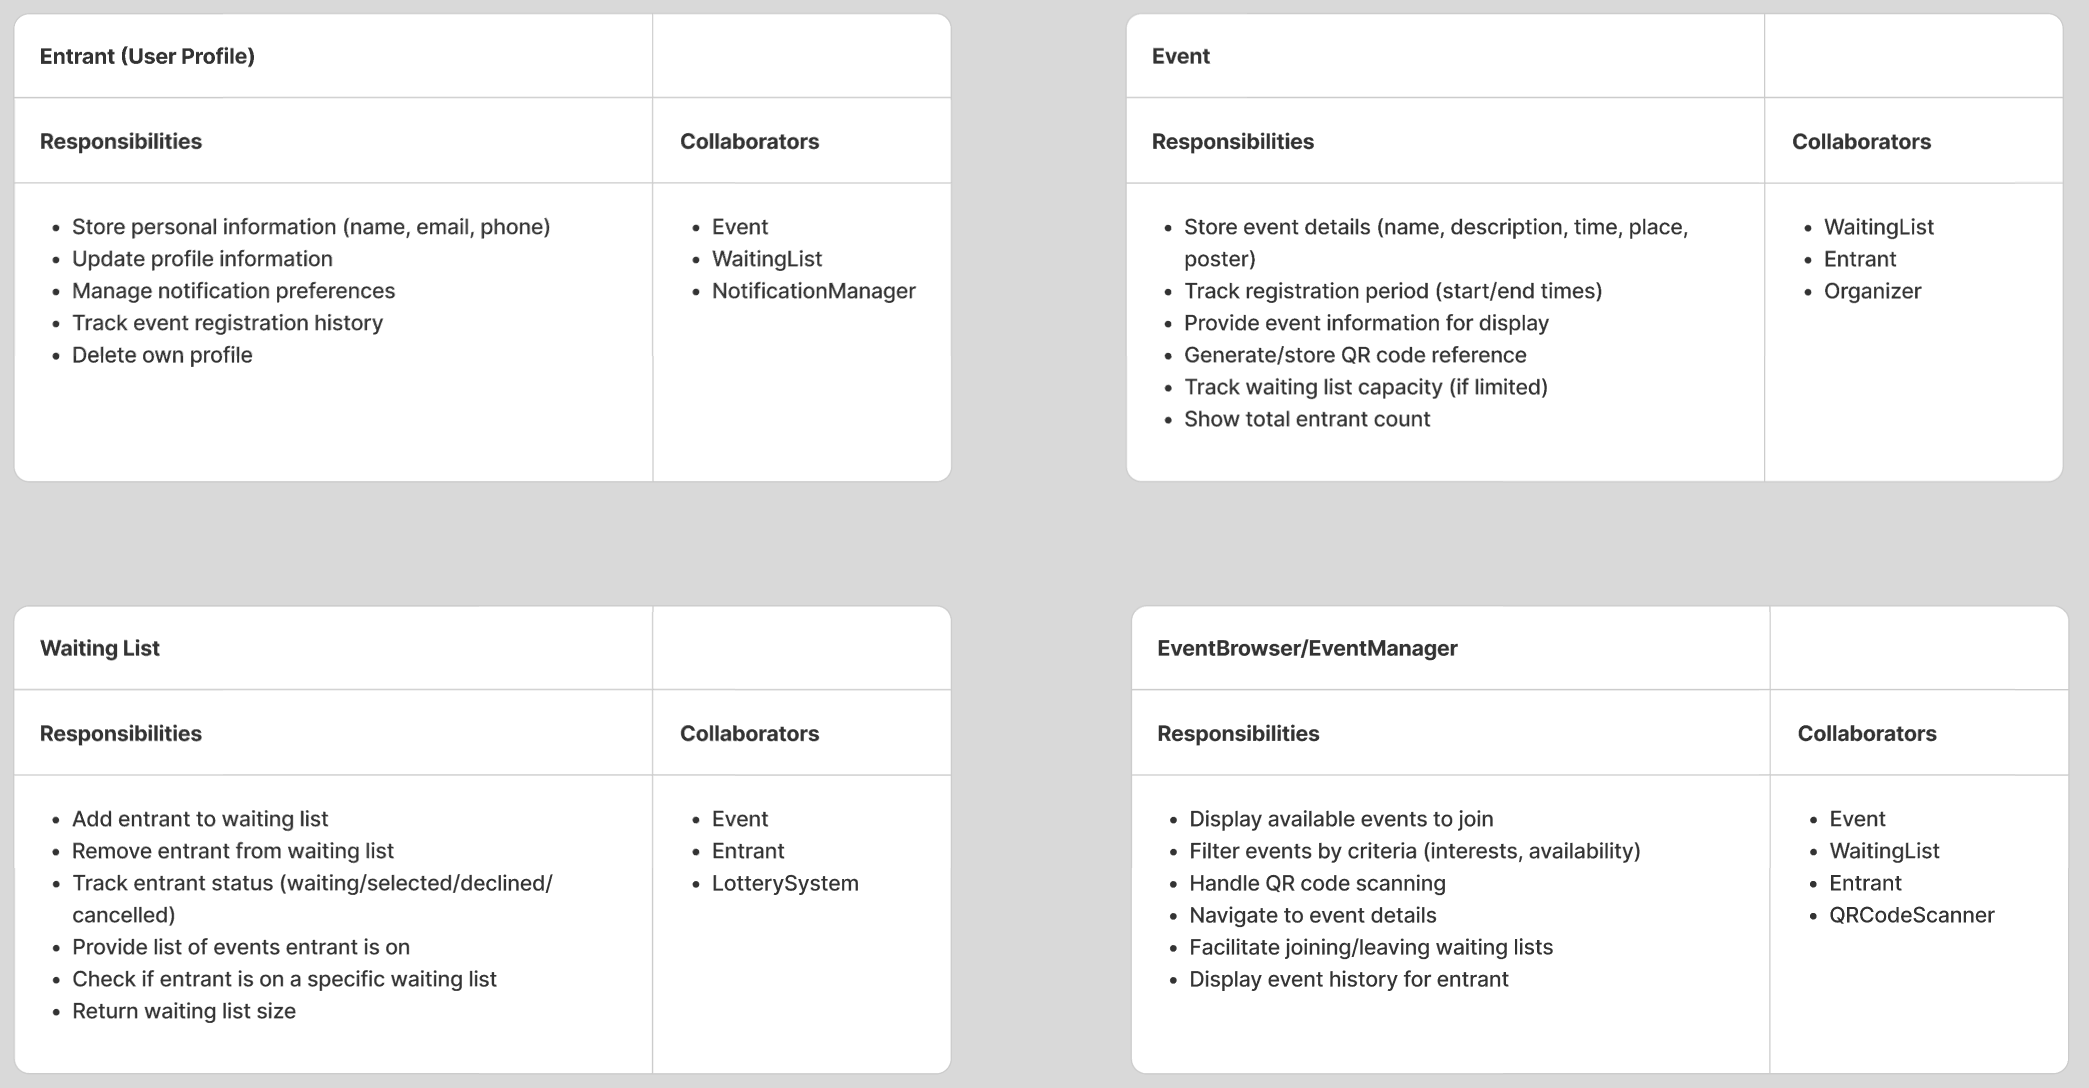 Entrant (User Profile)
Responsibilities
Collaborators
• Store personal information (name, email, phone)
• Update profile information
• Manage notification preferences
• Track event registration history
• Delete own profile
• Event
• WaitingList
• NotificationManager
Event
Responsibilities
Collaborators
• Store event details (name, description, time, place,
poster)
• Track registration period (start/end times)
• Provide event information for display
• Generate/store QR code reference
• Track waiting list capacity (if limited)
• Show total entrant count
• WaitingList
• Entrant
• Organizer
Waiting List
Responsibilities
Collaborators
• Add entrant to waiting list
• Remove entrant from waiting list
• Track entrant status (waiting/selected/declined/
cancelled)
• Provide list of events entrant is on
• Check if entrant is on a specific waiting list
• Return waiting list size
• Event
• Entrant
• LotterySystem
EventBrowser/EventManager
Responsibilities
Collaborators
• Display available events to join
• Filter events by criteria (interests, availability)
• Handle QR code scanning
• Navigate to event details
• Facilitate joining/leaving waiting lists
• Display event history for entrant
• Event
• WaitingList
• Entrant
• QRCodeScanner